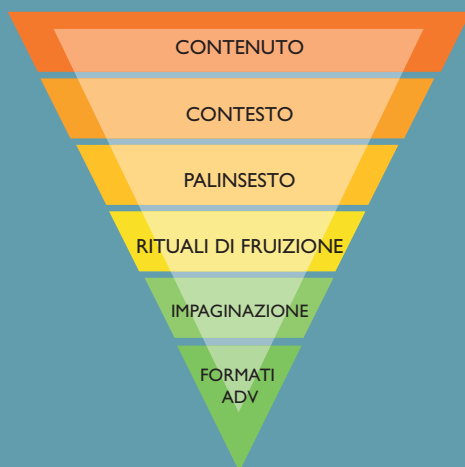 CONTENUTO
CONTESTO
PALINSESTO
RITUALI DI FRUIZIONE
IMPAGINAZIONE
FORMATI
ADV